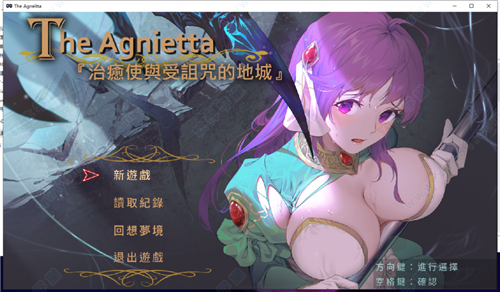 The Agnietta
The Agnietta
『治癒使與受詛咒的地城』
新遊戲
讀取紀錄
回想夢境
退出遊戲
方向鍵：進行選擇
空格鍵：確認